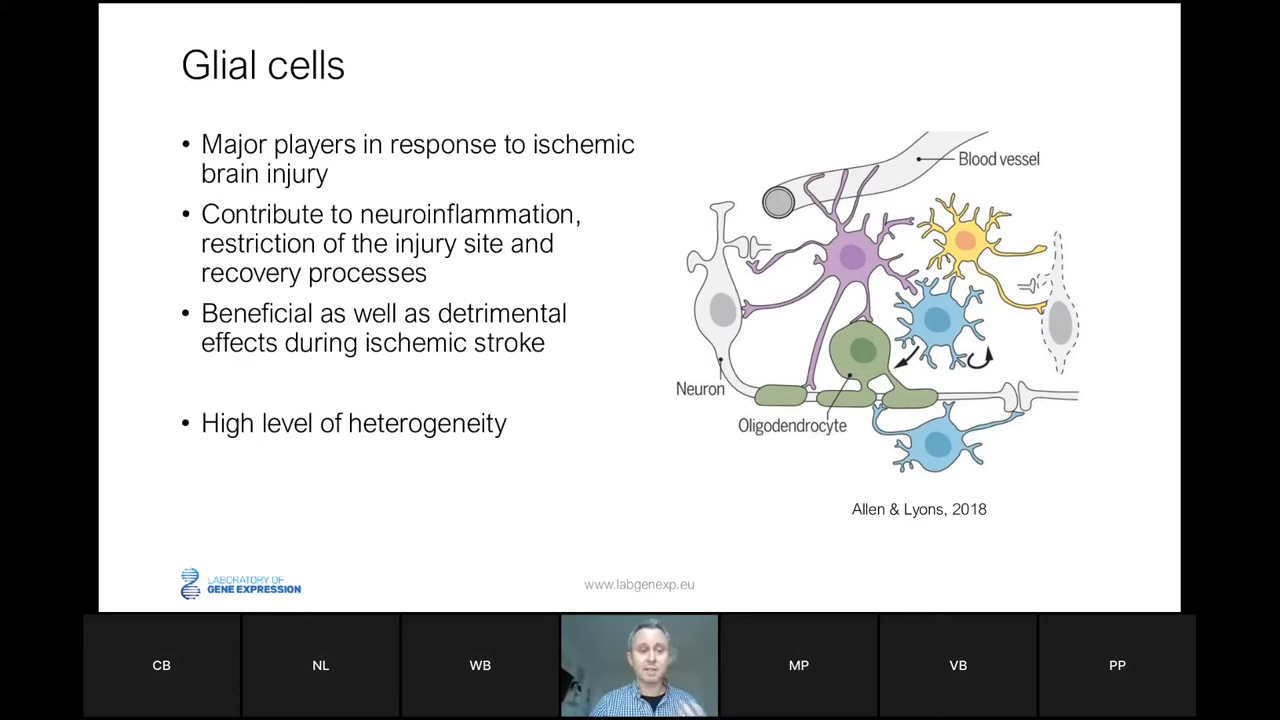 Glial cells
• Major players in response to ischemic
brain injury
• Contribute to neuroinflammation,
restriction of the injury site and
recovery processes
• Beneficial as well as detrimental
effects during ischemic stroke
• High level of heterogeneity
Blood vessel
Neuron
Oligodendrocyte
Allen & Lyons, 2018
LABORATORY OF
GENE EXPRESSION
www.labgenexp.eu
CB
NL
WB
MP
VB
PP